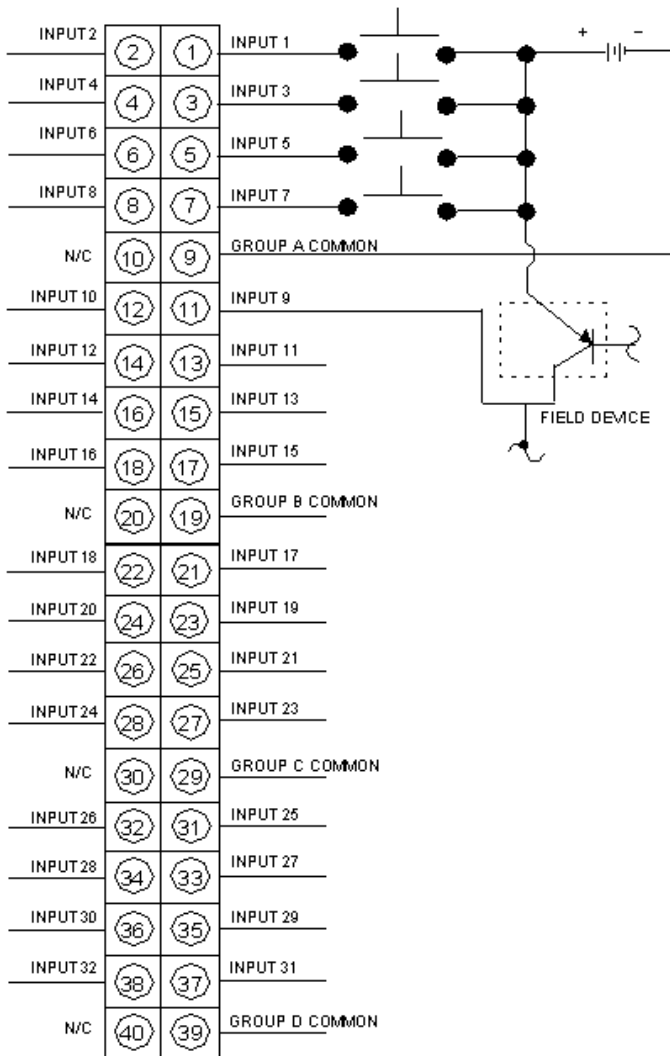 INPUT 2 2 1 INPUT 1 + −
INPUT 4 4 3 INPUT 3
INPUT 6 6 5 INPUT 5
INPUT 8 8 7 INPUT 7
N/C 10 9 GROUP A COMMON
INPUT 10 12 11 INPUT 9
INPUT 12 14 13 INPUT 11
INPUT 14 16 15 INPUT 13
FIELD DEVICE
INPUT 16 18 17 INPUT 15
N/C 20 19 GROUP B COMMON
INPUT 18 22 21 INPUT 17
INPUT 20 24 23 INPUT 19
INPUT 22 26 25 INPUT 21
INPUT 24 28 27 INPUT 23
N/C 30 29 GROUP C COMMON
INPUT 26 32 31 INPUT 25
INPUT 28 34 33 INPUT 27
INPUT 30 36 35 INPUT 29
INPUT 32 38 37 INPUT 31
N/C 40 39 GROUP D COMMON